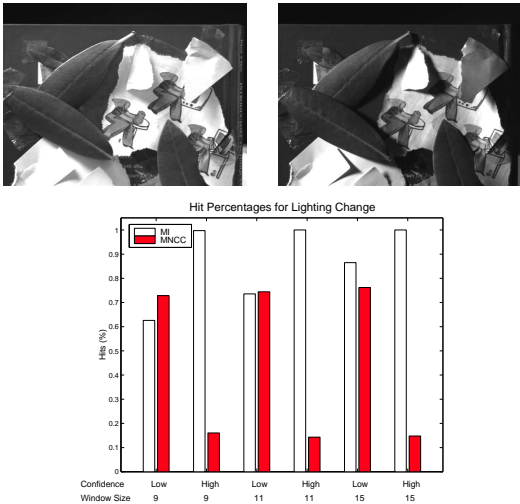 Hit Percentages for Lighting Change
MI
MNCC
Hits (%)
1
0.9
0.8
0.7
0.6
0.5
0.4
0.3
0.2
0.1
0
Confidence Low High Low High Low High
Window Size 9 9 11 11 15 15